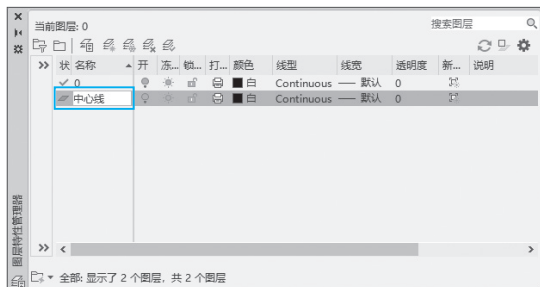 当前图层: 0
搜索图层
状 名称 开 冻... 锁... 打... 颜色 线型 线宽 透明度 新... 说明
0 白 Continuous 默认 0
中心线 白 Continuous 默认 0
图层特性管理器
全部: 显示了 2 个图层, 共 2 个图层